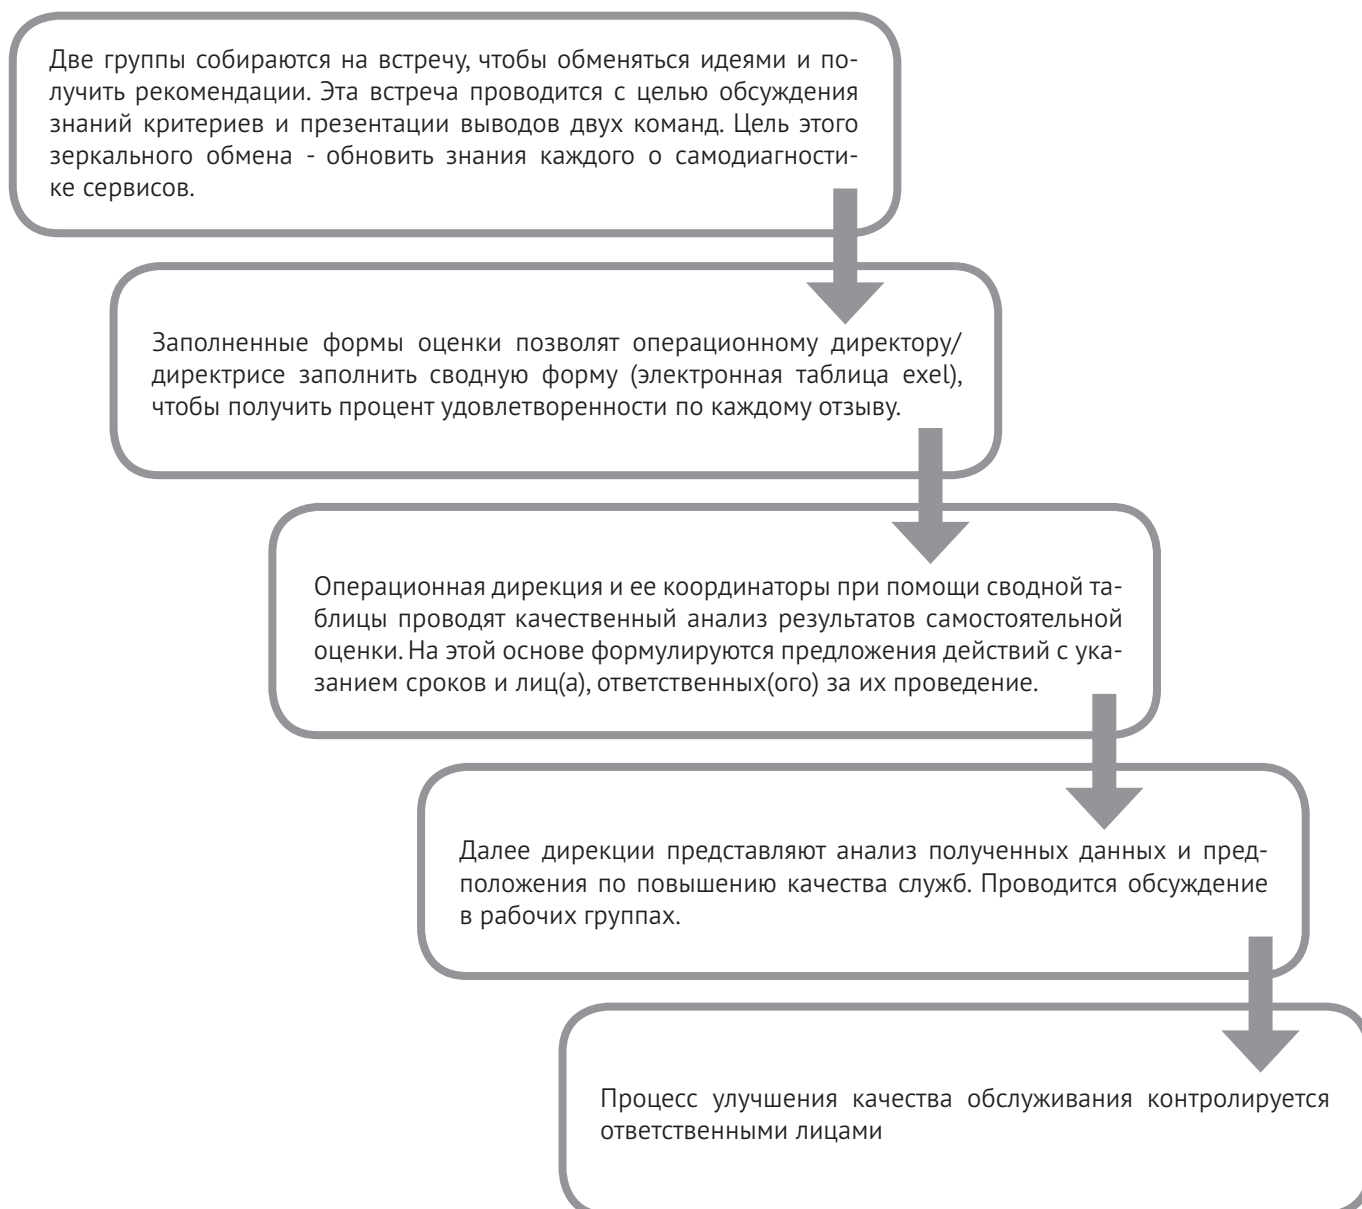 Две группы собираются на встречу, чтобы обменяться идеями и по-
лучить рекомендации. Эта встреча проводится с целью обсуждения
знаний критериев и презентации выводов двух команд. Цель этого
зеркального обмена - обновить знания каждого о самодиагности-
ке сервисов.
Заполненные формы оценки позволят операционному директору/
директрисе заполнить сводную форму (электронная таблица exel),
чтобы получить процент удовлетворенности по каждому отзыву.
Операционная дирекция и ее координаторы при помощи сводной та-
блицы проводят качественный анализ результатов самостоятельной
оценки. На этой основе формулируются предложения действий с ука-
занием сроков и лиц(а), ответственных(ого) за их проведение.
Далее дирекции представляют анализ полученных данных и пред-
положения по повышению качества служб. Проводится обсуждение
в рабочих группах.
Процесс улучшения качества обслуживания контролируется
ответственными лицами